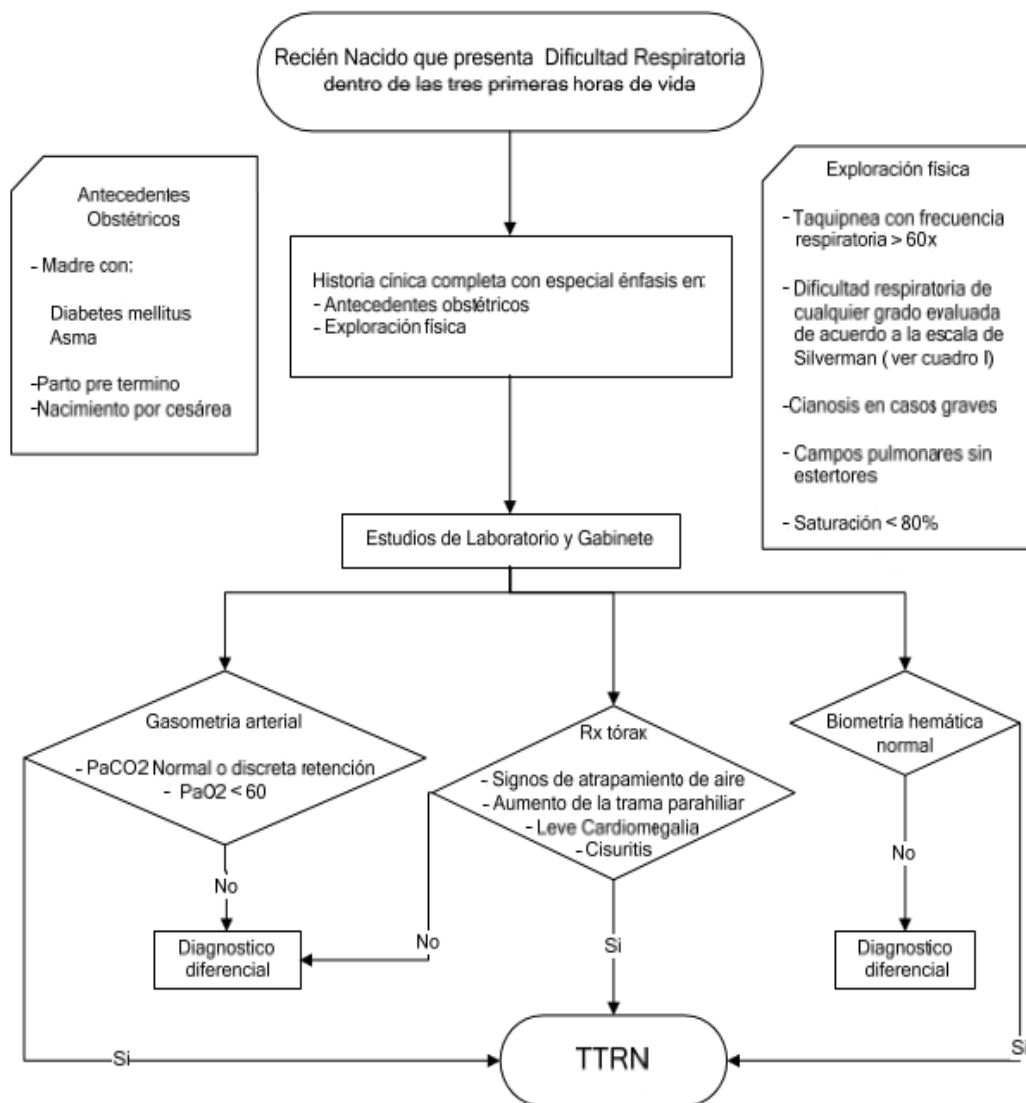 Recién Nacido que presenta Dificultad Respiratoria
dentro de las tres primeras horas de vida
Antecedentes
Obstétricos
- Madre con:
Diabetes mellitus
Asma
-Parto pre termino
-Nacimiento por cesárea
Historia cínica completa con especial énfasis en:
- Antecedentes obstétricos
- Exploración física
Exploración física
- Taquipnea con frecuencia
respiratoria > 60x
- Dificultad respiratoria de
cualquier grado evaluada
de acuerdo a la escala de
Silverman ( ver cuadro I)
-Cianosis en casos graves
- Campos pulmonares sin
estertores
- Saturación < 80%
Estudios de Laboratorio y Gabinete
Gasometria arterial
- PaCO2 Normal o discreta retención
- PaO2 < 60
Rx tórax
- Signos de atrapamiento de aire
- Aumento de la trama parahiliar
- Leve Cardiomegalia
- Cisuritis
Biometría hemática
normal
No
No
No
Diagnostico
diferencial
Si
Diagnostico
diferencial
Si
TTRN
Si